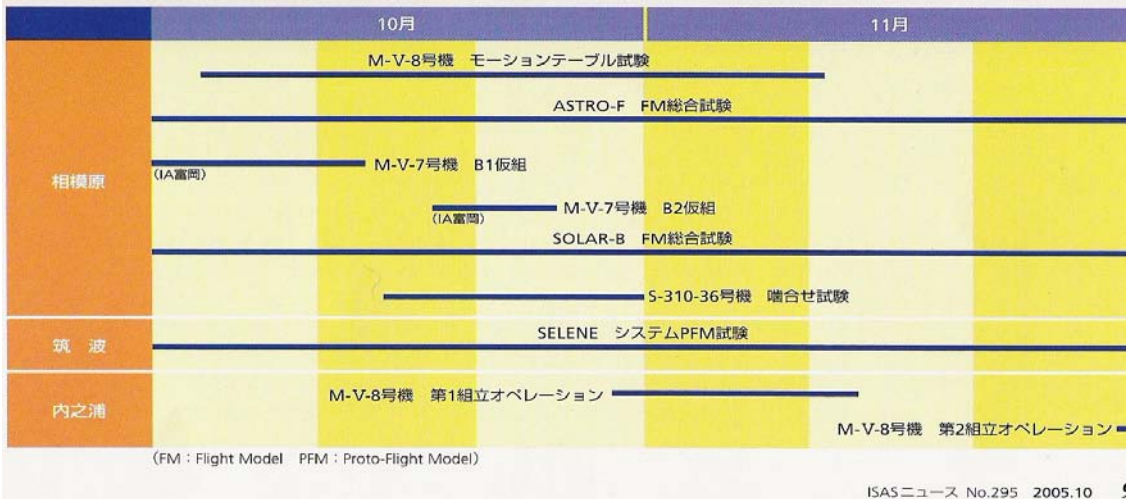 10月 11月
M-V-8号機 モーションテーブル試験
ASTRO-F FM総合試験
相模原
(IA富岡) M-V-7号機 B1仮組
(IA富岡) M-V-7号機 B2仮組
SOLAR-B FM総合試験
S-310-36号機 噛合せ試験
筑波
SELENE システムPFM試験
内之浦
M-V-8号機 第1組立オペレーション
M-V-8号機 第2組立オペレーション
(FM：Flight Model PFM：Proto-Flight Model)
ISASニュース No.295 2005.10